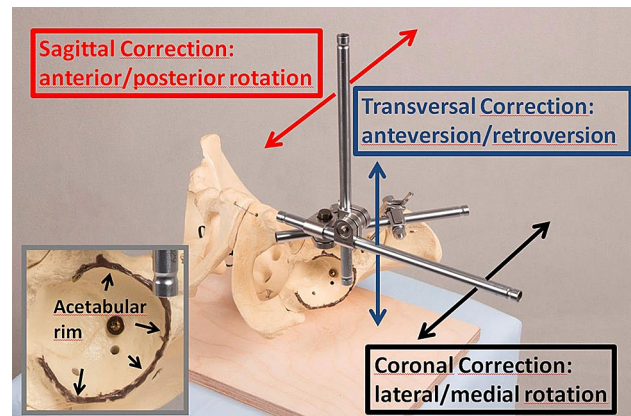 Sagittal Correction:
anterior/posterior rotation
Transversal Correction:
anteversion/retroversion
Acetabular
rim
Coronal Correction:
lateral/medial rotation